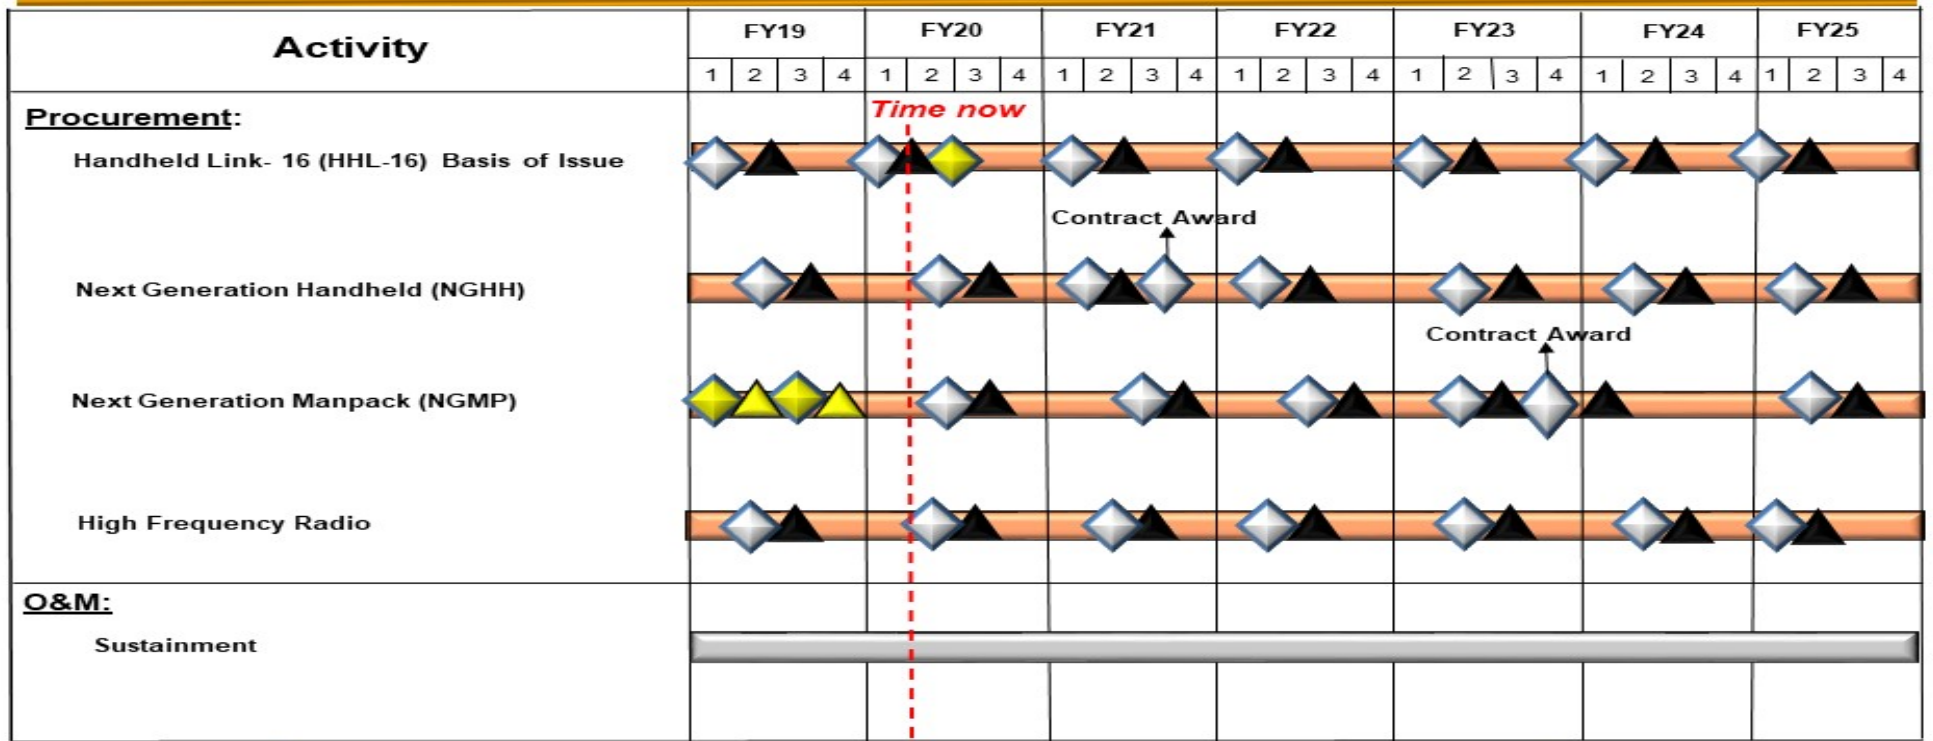 Activity FY19 FY20 FY21 FY22 FY23 FY24 FY25
1 2 3 4 1 2 3 4 1 2 3 4 1 2 3 4 1 2 3 4 1 2 3 4 1 2 3 4
Procurement:
Time now
Handheld Link- 16 (HHL-16) Basis of Issue
Contract Award
Next Generation Handheld (NGHH)
Contract Award
Next Generation Manpack (NGMP)
High Frequency Radio
O&M:
Sustainment